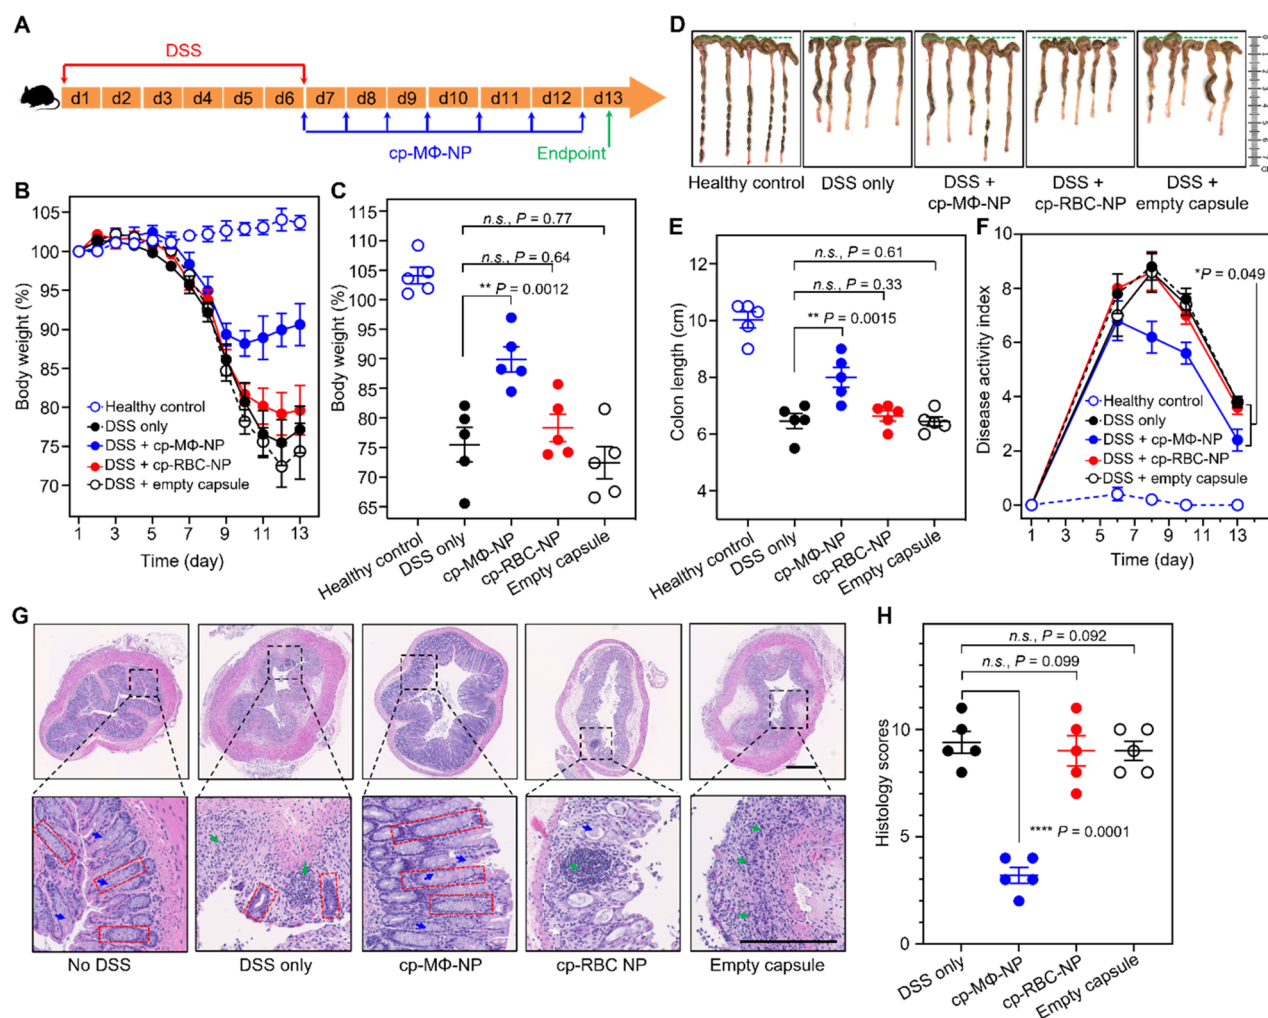 A
DSS
d1 d2 d3 d4 d5 d6 d7 d8 d9 d10 d11 d12 d13
cp-MΦ-NP
Endpoint
B
105
100
95
90
85
80
75
70
Body weight (%)
Healthy control
DSS only
DSS + cp-MΦ-NP
DSS + cp-RBC-NP
DSS + empty capsule
1 3 5 7 9 11 13
Time (day)
C
115
110
105
100
95
90
85
80
75
70
65
Body weight (%)
n.s., P = 0.77
n.s., P = 0.64
** P = 0.0012
Healthy control
DSS only
cp-MΦ-NP
cp-RBC-NP
Empty capsule
D
0
1
2
3
4
5
6
7
Healthy control
DSS only
DSS +
cp-MΦ-NP
DSS +
cp-RBC-NP
DSS +
empty capsule
E
12
10
8
6
4
Colon length (cm)
n.s., P = 0.61
n.s., P = 0.33
** P = 0.0015
Healthy control
DSS only
cp-MΦ-NP
cp-RBC-NP
Empty capsule
F
10
8
6
4
2
0
Disease activity index
*P = 0.049
Healthy control
DSS only
DSS + cp-MΦ-NP
DSS + cp-RBC-NP
DSS + empty capsule
1 3 5 7 9 11 13
Time (day)
G
No DSS
DSS only
cp-MΦ-NP
cp-RBC NP
Empty capsule
H
10
5
0
Histology scores
n.s., P = 0.092
n.s., P = 0.099
**** P = 0.0001
DSS only
cp-MΦ-NP
cp-RBC-NP
Empty capsule